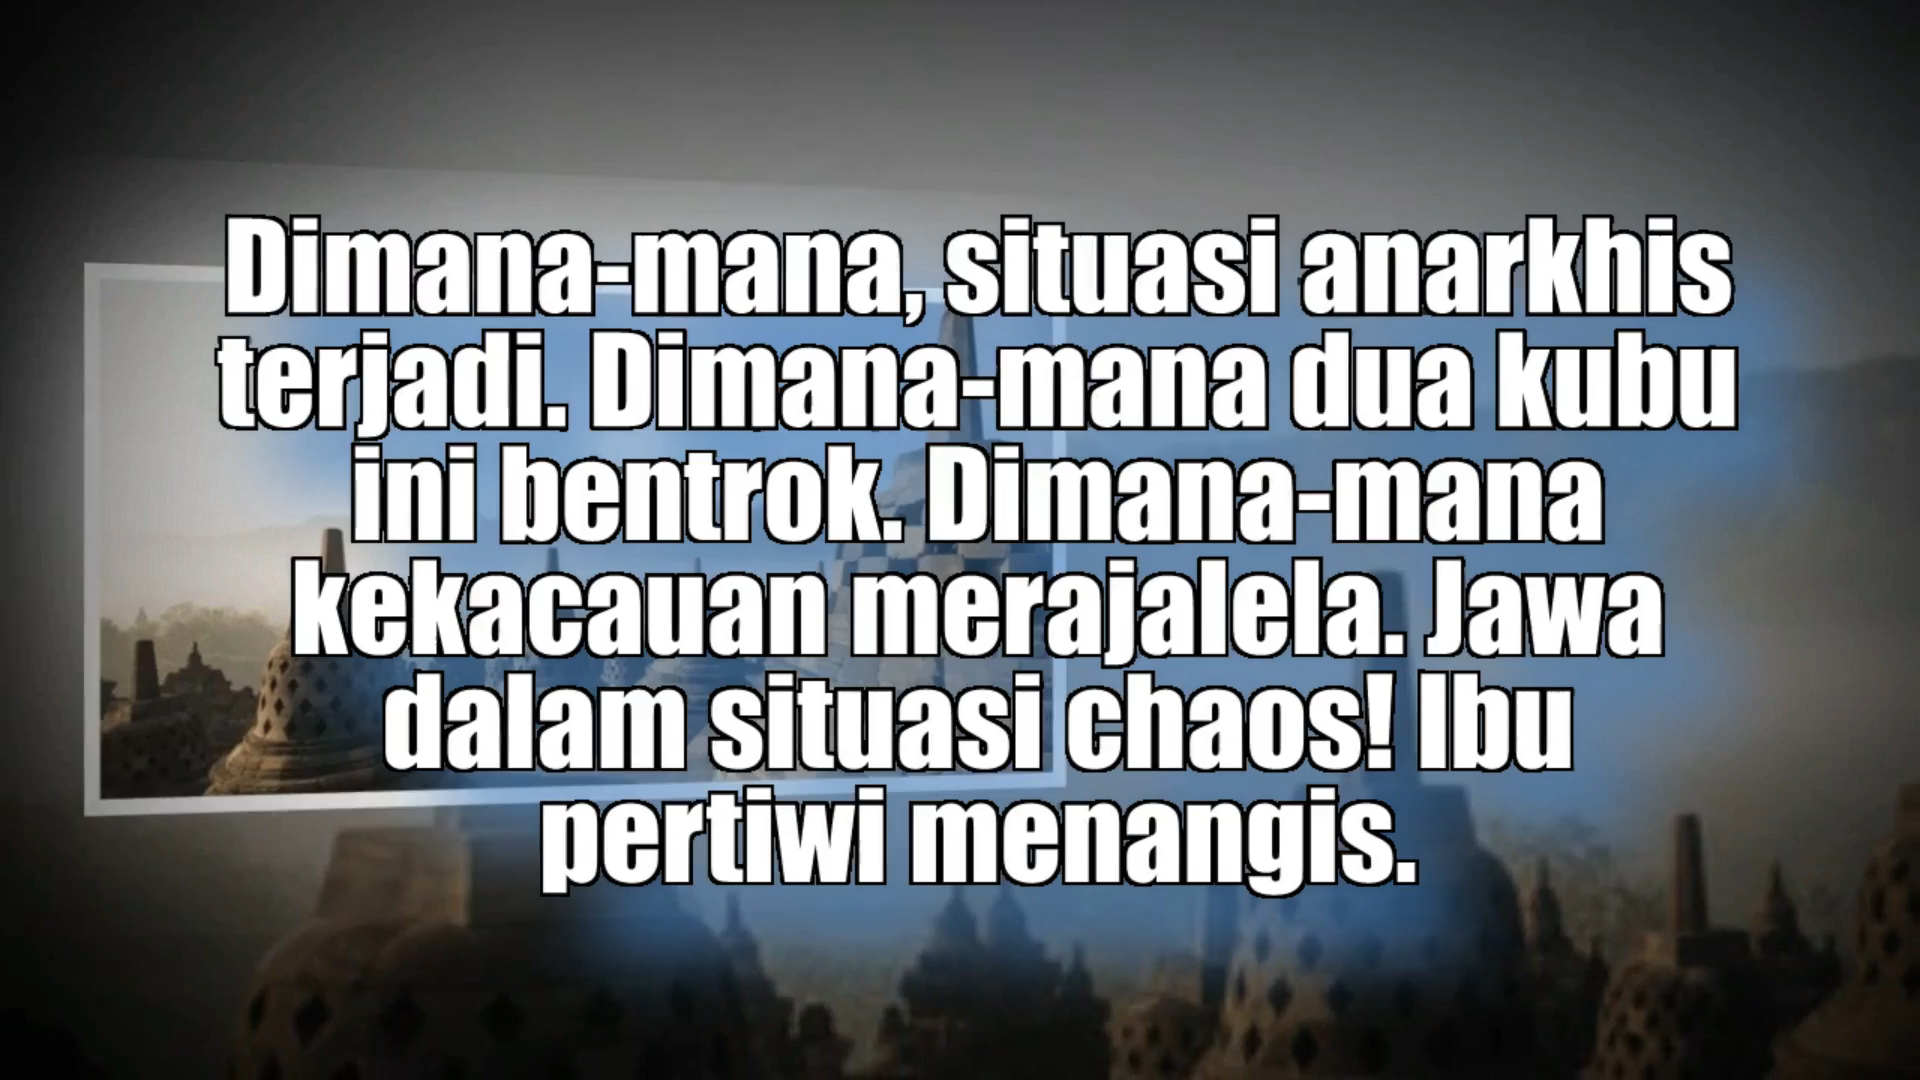 Dimana-mana, situasi anarkhis
terjadi. Dimana-mana dua kubu
ini bentrok. Dimana-mana
kekacauan merajalela. Jawa
dalam situasi chaos! Ibu
pertiwi menangis.